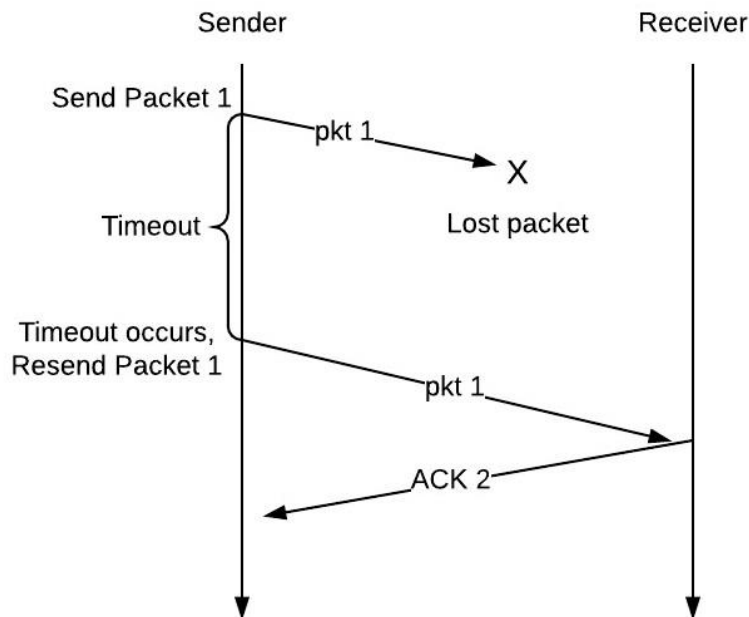 Sender
Receiver
Send Packet 1
pkt 1
X
Lost packet
Timeout
Timeout occurs,
Resend Packet 1
pkt 1
ACK 2